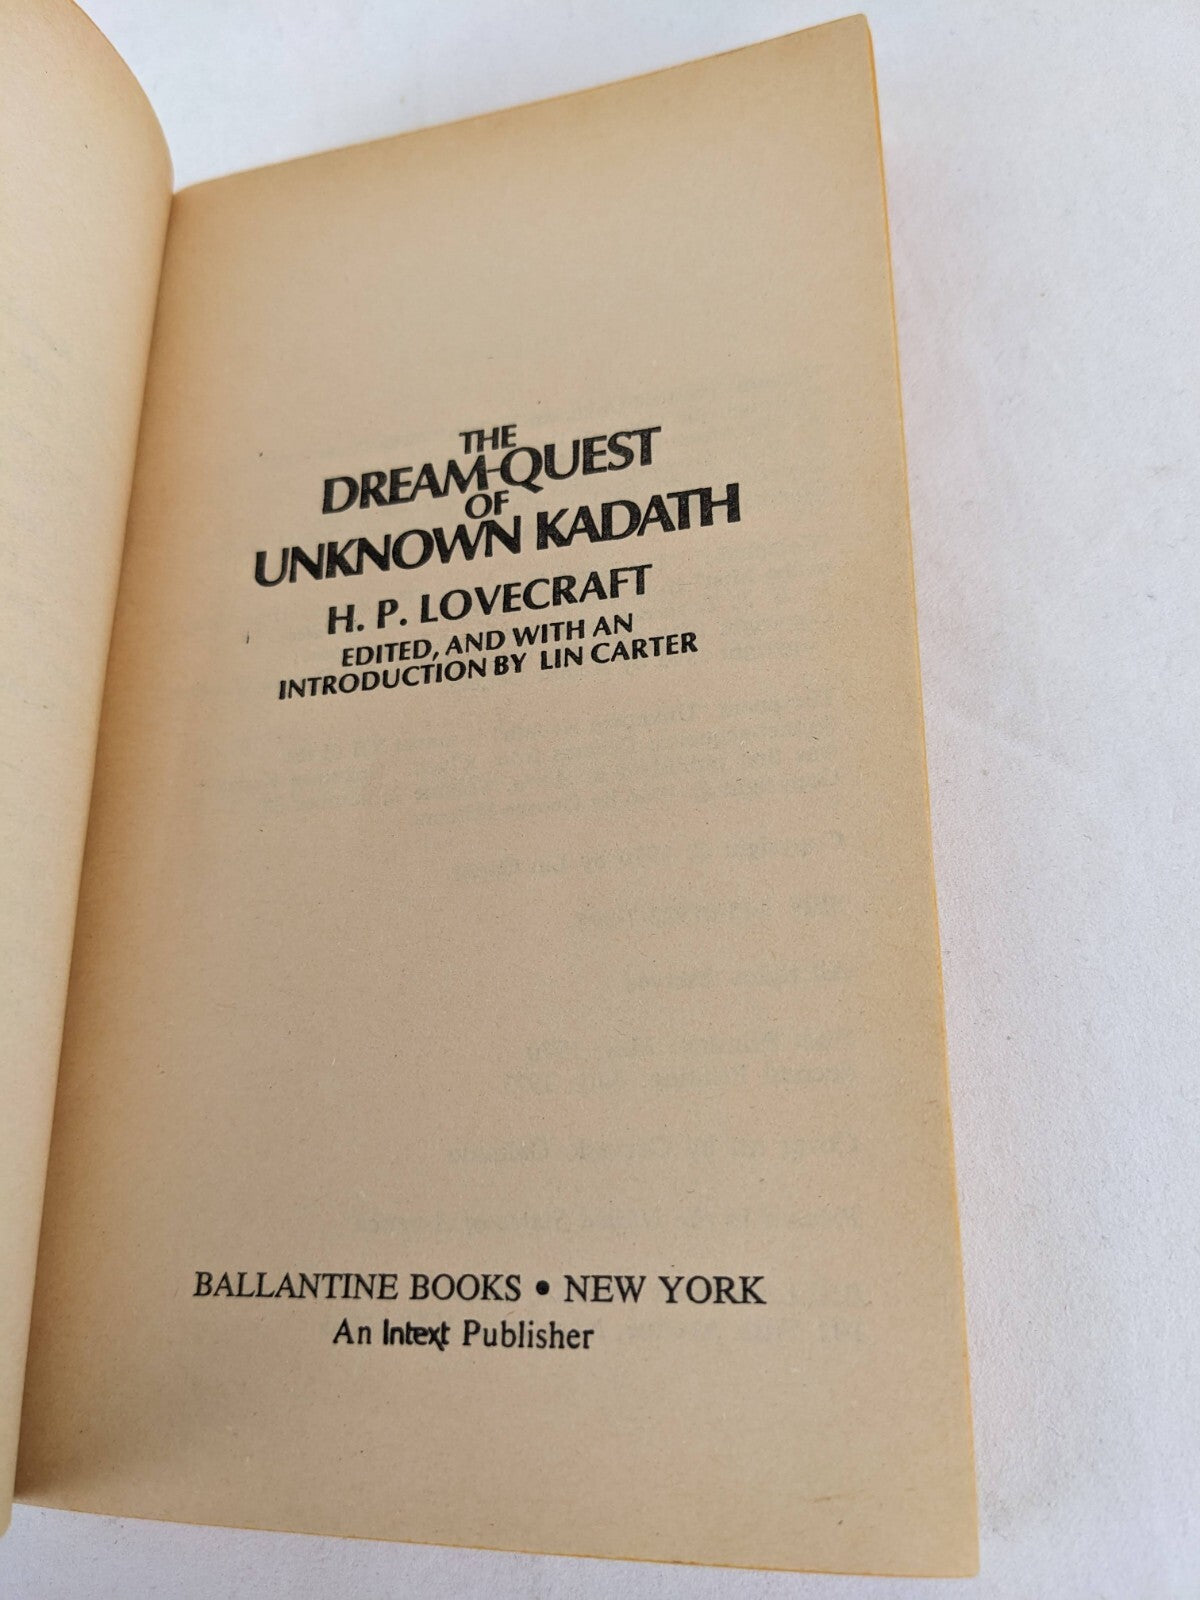 THE
DREAM-QUEST
OF
UNKNOWN KADATH
H. P. LOVECRAFT
EDITED, AND WITH AN
INTRODUCTION BY LIN CARTER
BALLANTINE BOOKS • NEW YORK
An Intext Publisher